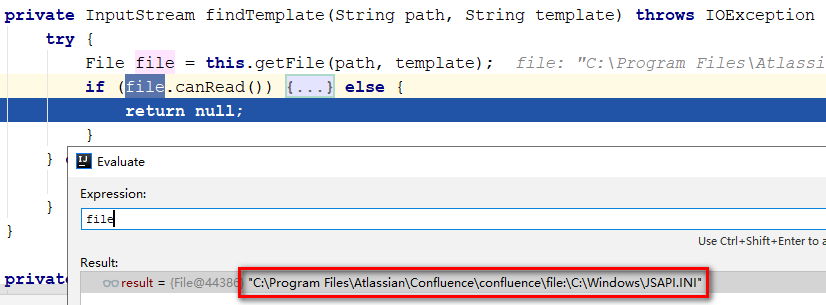 private InputStream findTemplate(String path, String template) throws IOException
try {
File file = this.getFile(path, template); file: "C:\Program Files\Atlassia
if (file.canRead()) {...} else {
return null;
}
}
IJ Evaluate
Expression:
}
file
}
Use Ctrl+Shift+Enter to a
Result:
private
result = {File@44386} "C:\Program Files\Atlassian\Confluence\confluence\file:\C:\Windows\JSAPI.INI"